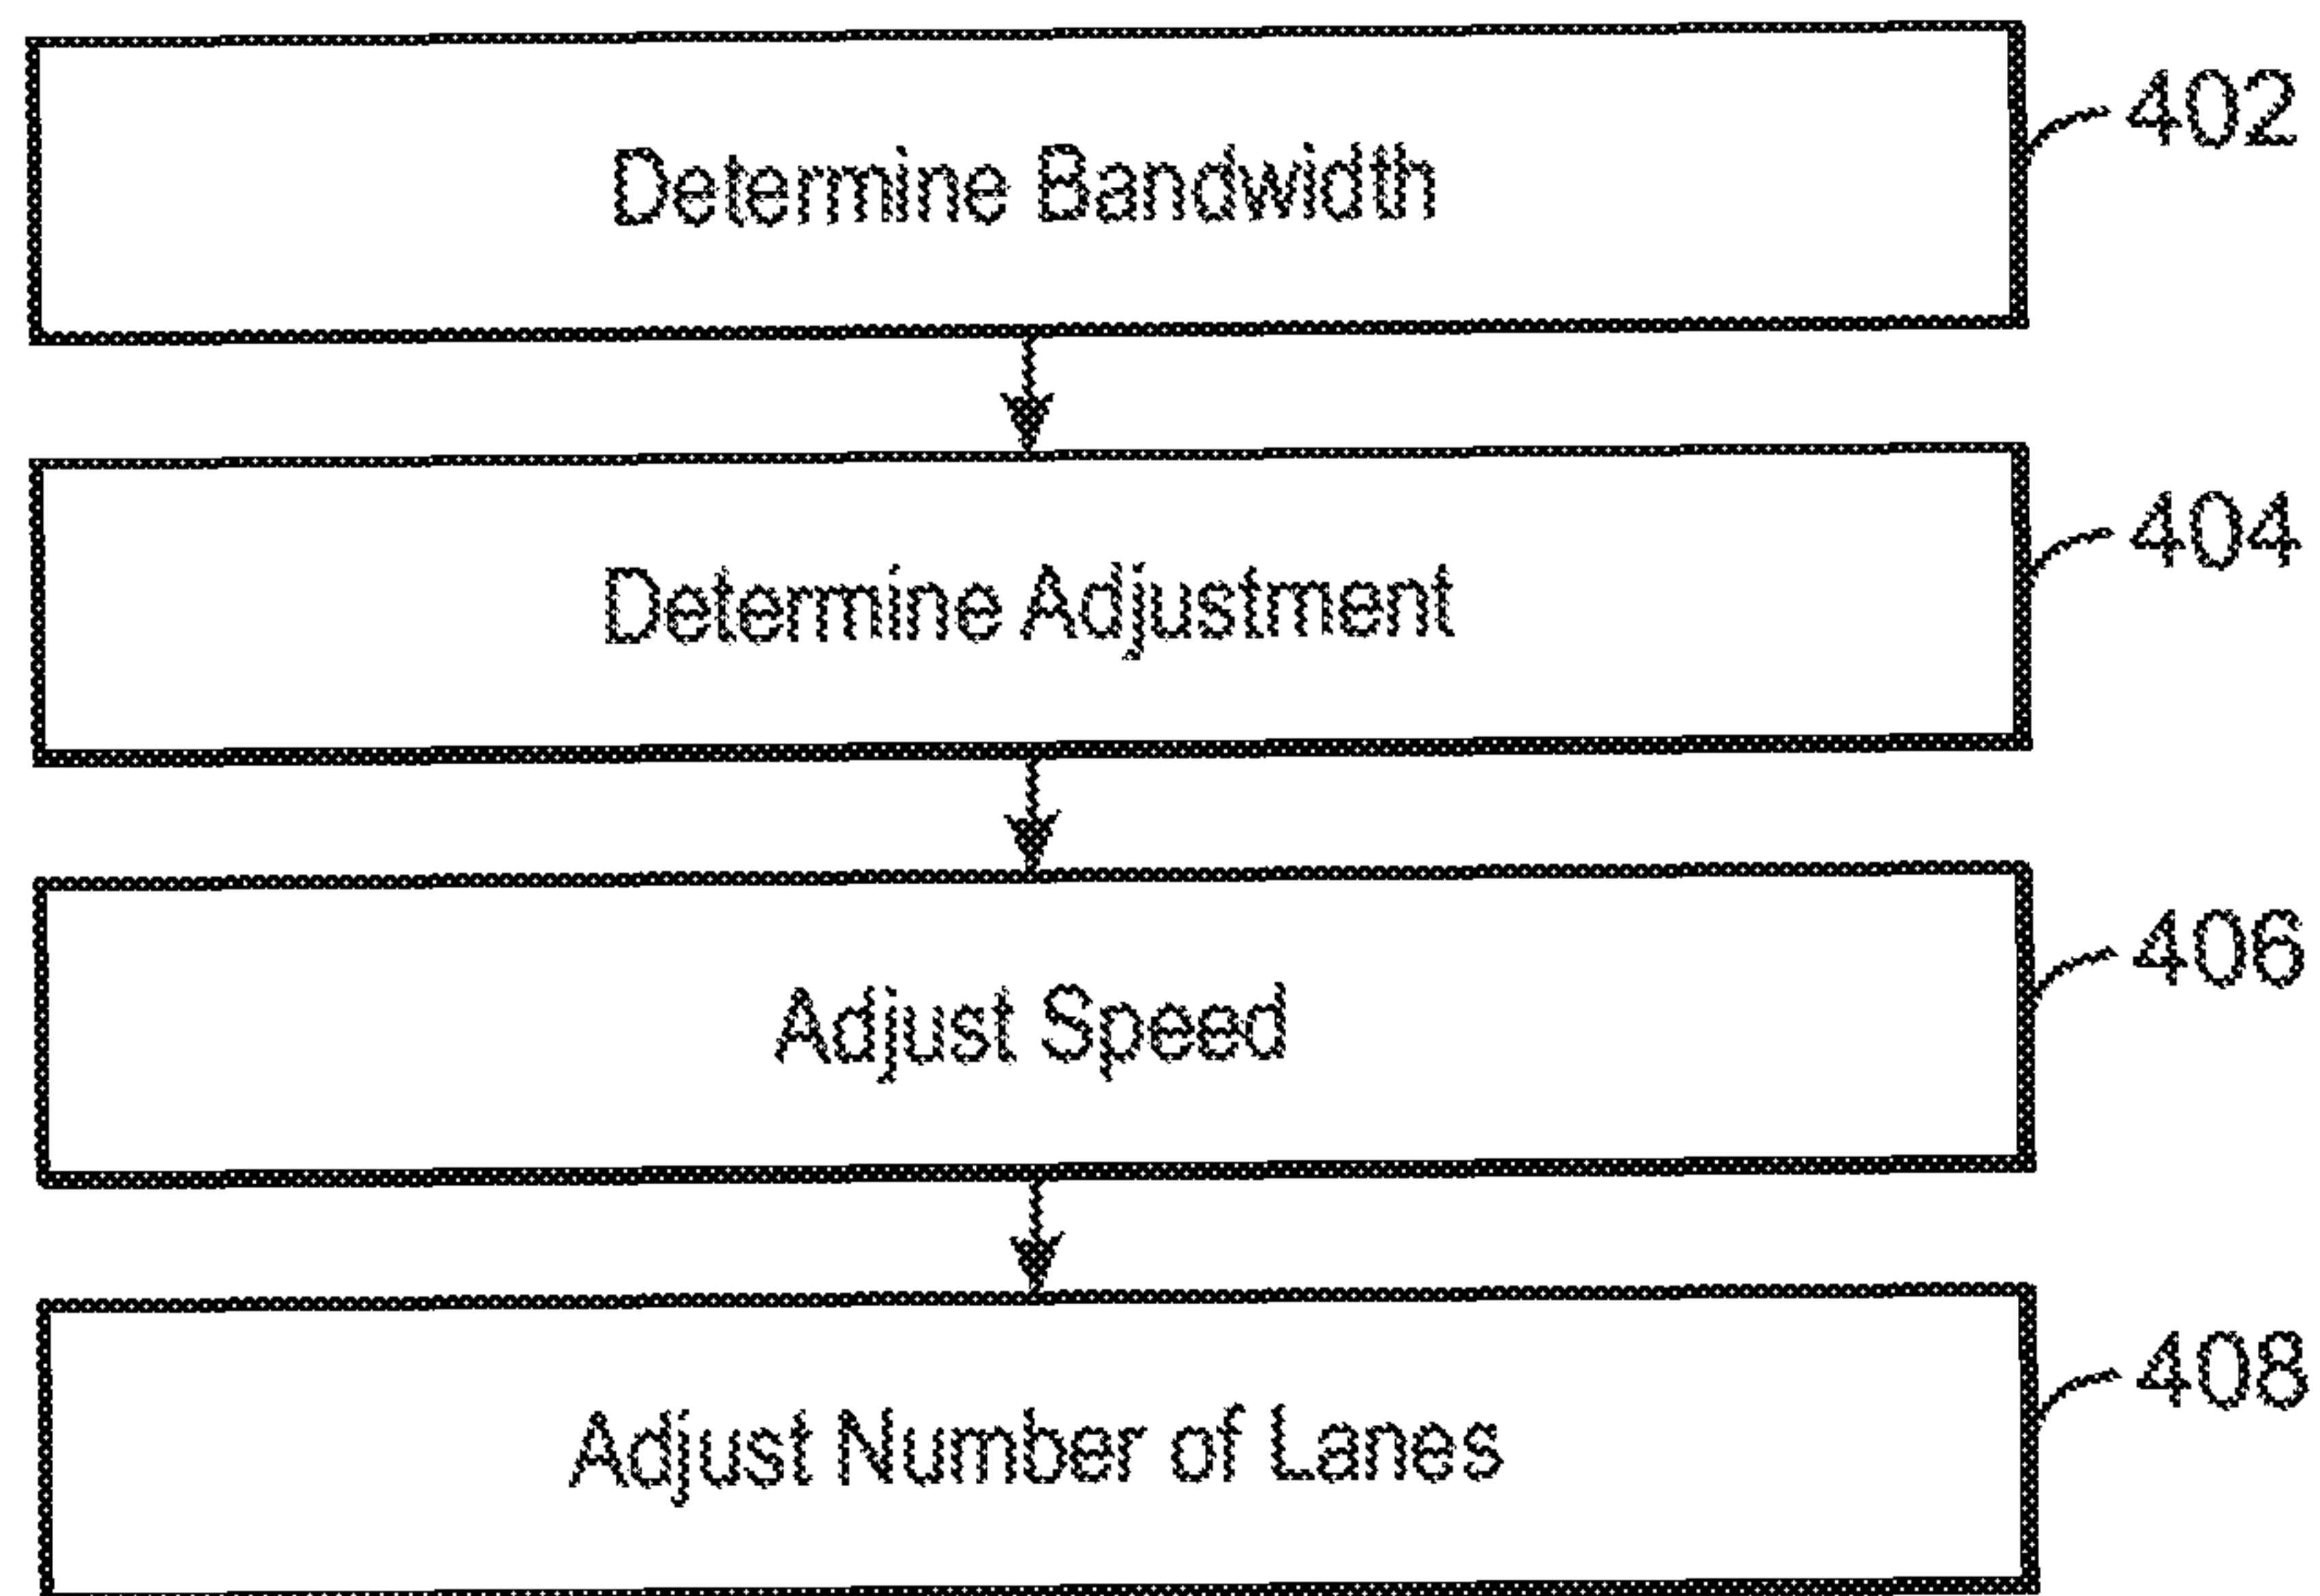 Determine Bandwidth
402
Determine Adjustment
404
Adjust Speed
406
Adjust Number of Lanes
408